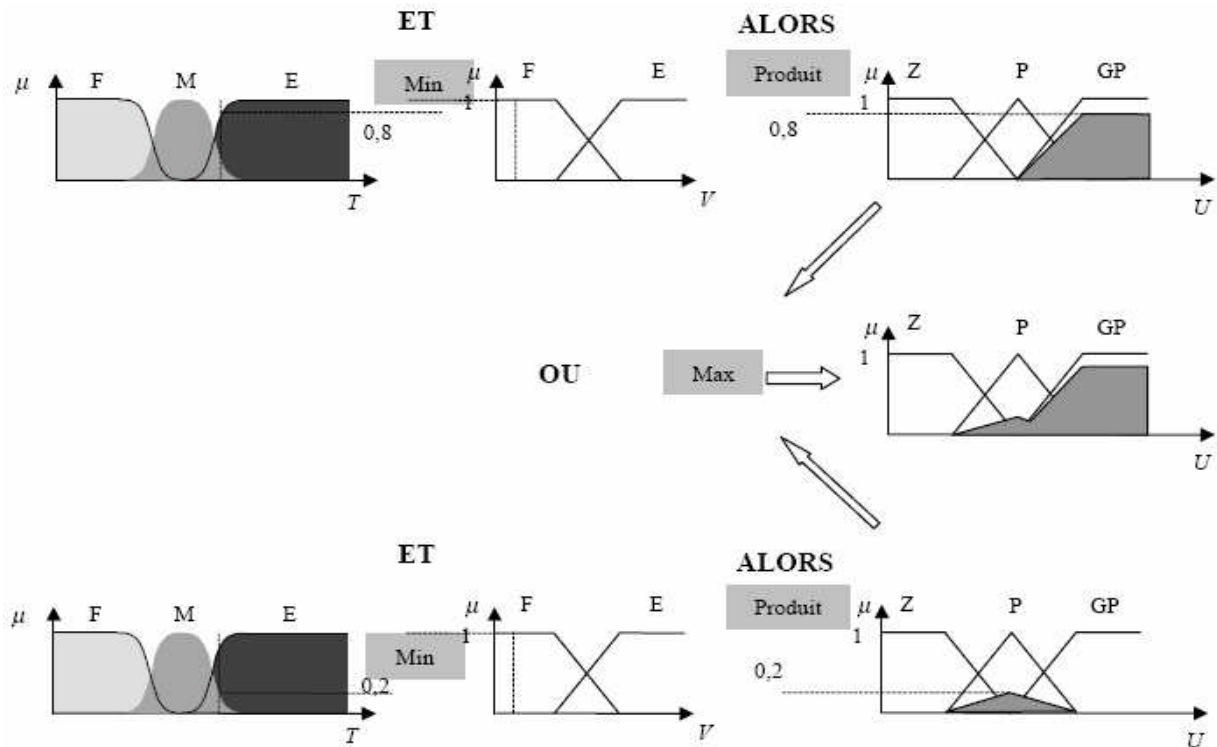 ET
ALORS
μ
F
M
E
Min
μ
1
F
E
Produit
μ
1
Z
P
GP
0,8
0,8
T
V
U
OU
Max
μ
1
Z
P
GP
U
ET
ALORS
μ
F
M
E
Min
μ
1
F
E
Produit
μ
1
Z
P
GP
0,2
0,2
T
V
U